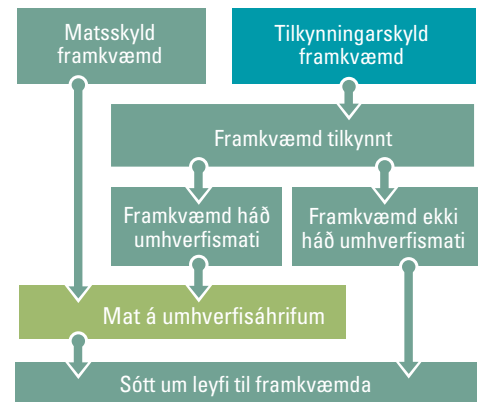 Matsskyld
framkvæmd
Tilkynningarskyld
framkvæmd
Framkvæmd tilkynnt
Framkvæmd háð
umhverfismati
Framkvæmd ekki
háð umhverfismati
Mat á umhverfisáhrifum
Sótt um leyfi til framkvæmda